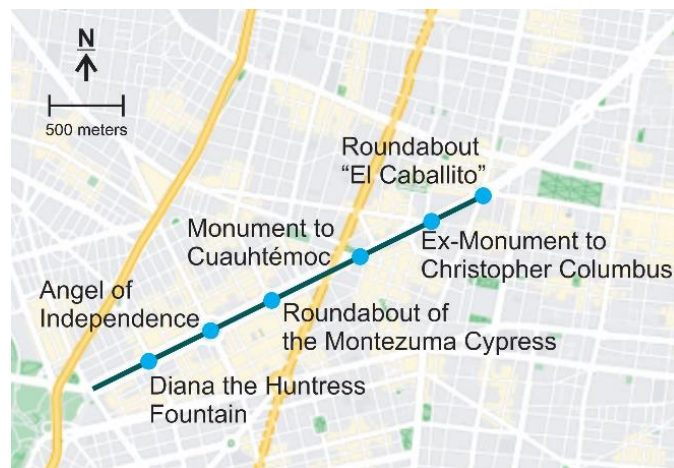 N
500 meters
Roundabout
“El Caballito”
Monument to
Cuauhtémoc
Ex-Monument to
Christopher Columbus
Angel of
Independence
Roundabout of
the Montezuma Cypress
Diana the Huntress
Fountain